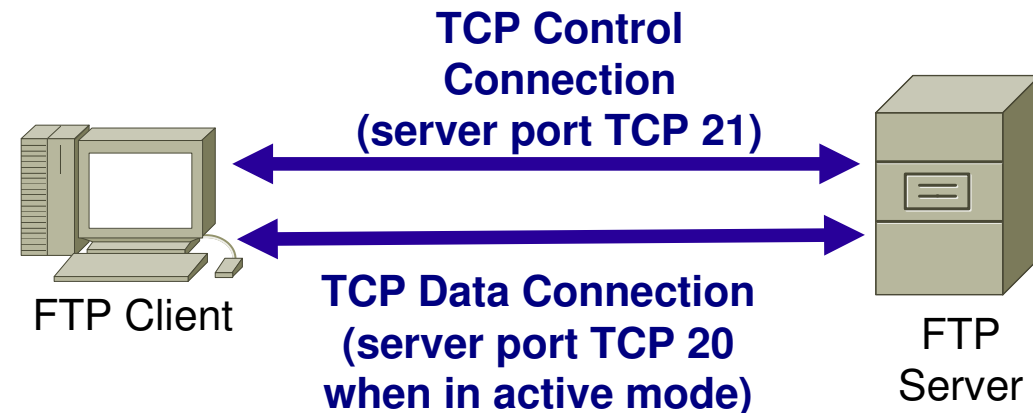 TCP Control
Connection
(server port TCP 21)
FTP Client
TCP Data Connection
(server port TCP 20
when in active mode)
FTP
Server